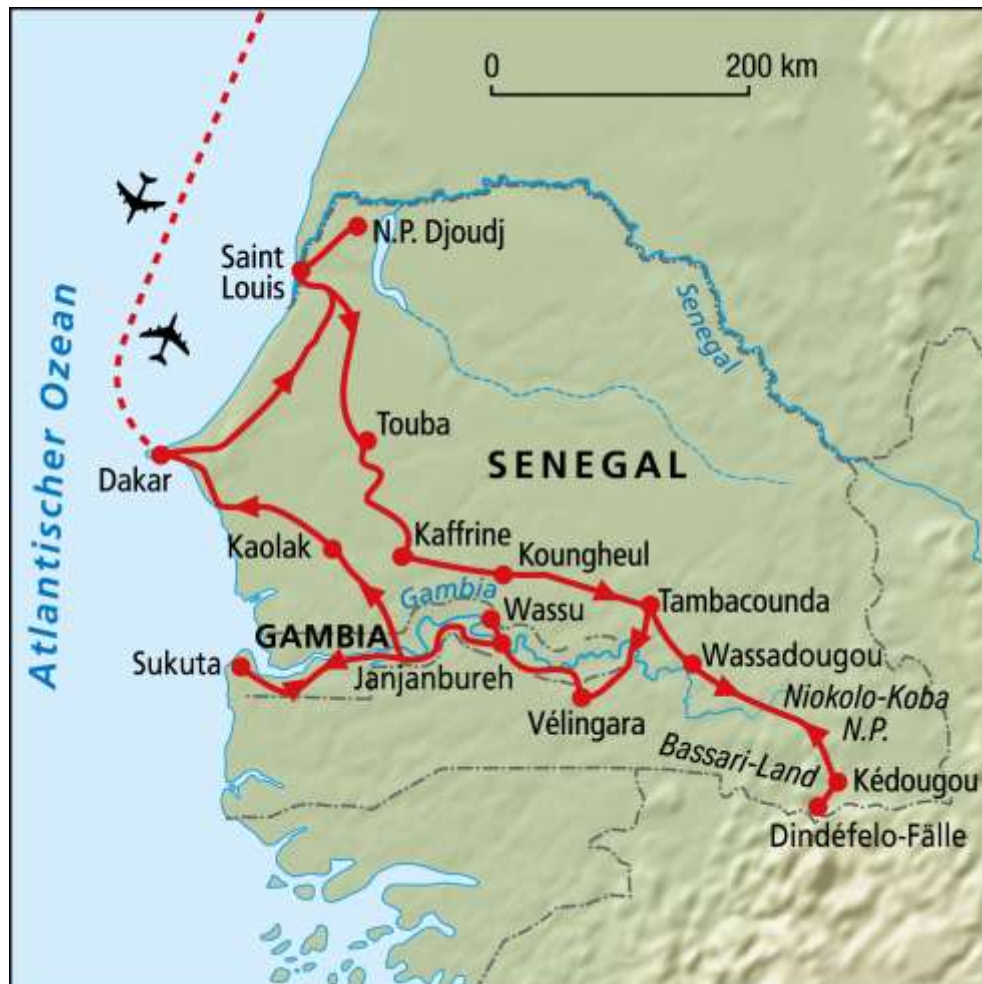 0 200 km
N.P. Djoudj
Saint
Louis
Senegal
Atlantischer Ozean
Touba
SENEGAL
Dakar
Kaffrine
Kaolak
Koungheul
Gambia
Wassu
Tambacounda
GAMBIA
Sukuta
Janjanbureh
Wassadougou
Niokolo-Koba
N.P.
Vélingara
Bassari-Land
Kédougou
Dindéfelo-Fälle